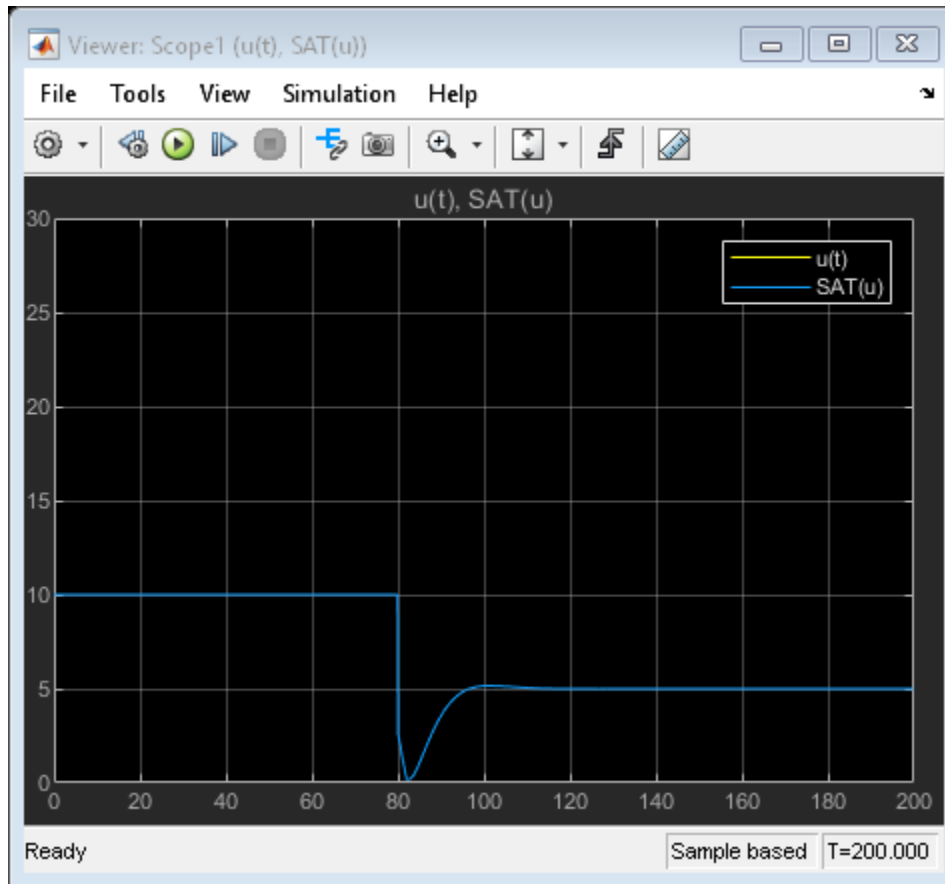 Viewer: Scope1 (u(t), SAT(u))
File Tools View Simulation Help
u(t), SAT(u)
30
u(t)
SAT(u)
25
20
15
10
5
0
0 20 40 60 80 100 120 140 160 180 200
Ready Sample based T=200.000